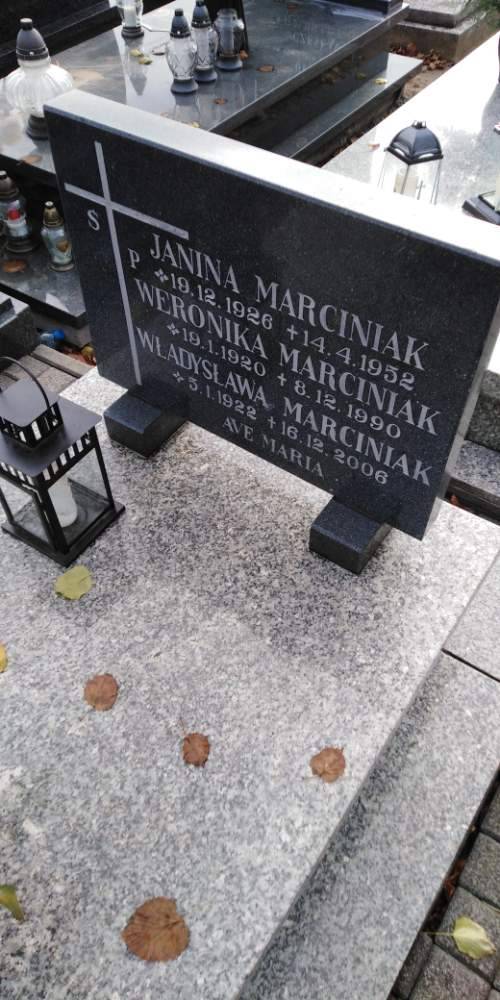 S P
JANINA MARCINIAK
19.12.1926 +14.4.1952
WERONIKA MARCINIAK
19.1.1920 +8.12.1990
WŁADYSŁAWA MARCINIAK
5.1.1922 +16.12.2006
AVE MARIA